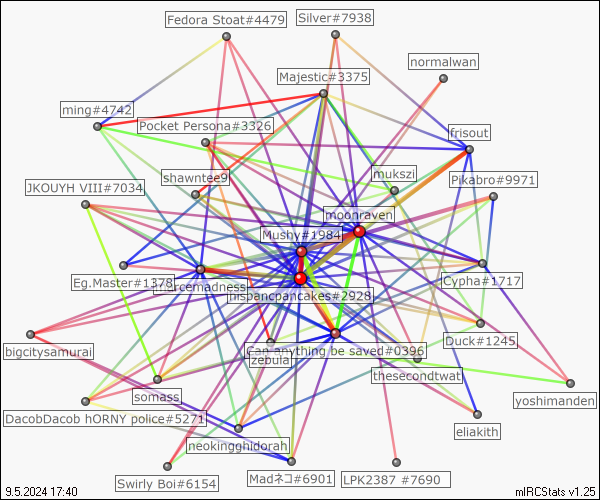 Fedora Stoat#4479
Silver#7938
normalwan
Majestic#3375
ming#4742
Pocket Persona#3326
frisout
shawntee9
mukszi
Pikabro#9971
JKOUYH VIII#7034
moonraven
Mushy#1984
Eg.Master#1378
rcemadness
Cypha#1717
hispancpancakes#2928
Duck#1245
bigcitysamurai
Can anything be saved#0396
zebula
thesecondtwat
somass
yoshimanden
DacobDacob hORNY police#5271
eliakith
neokingghidorah
Swirly Boi#6154
Madネコ#6901
LPK2387 #7690
9.5.2024 17:40
mIRCStats v1.25